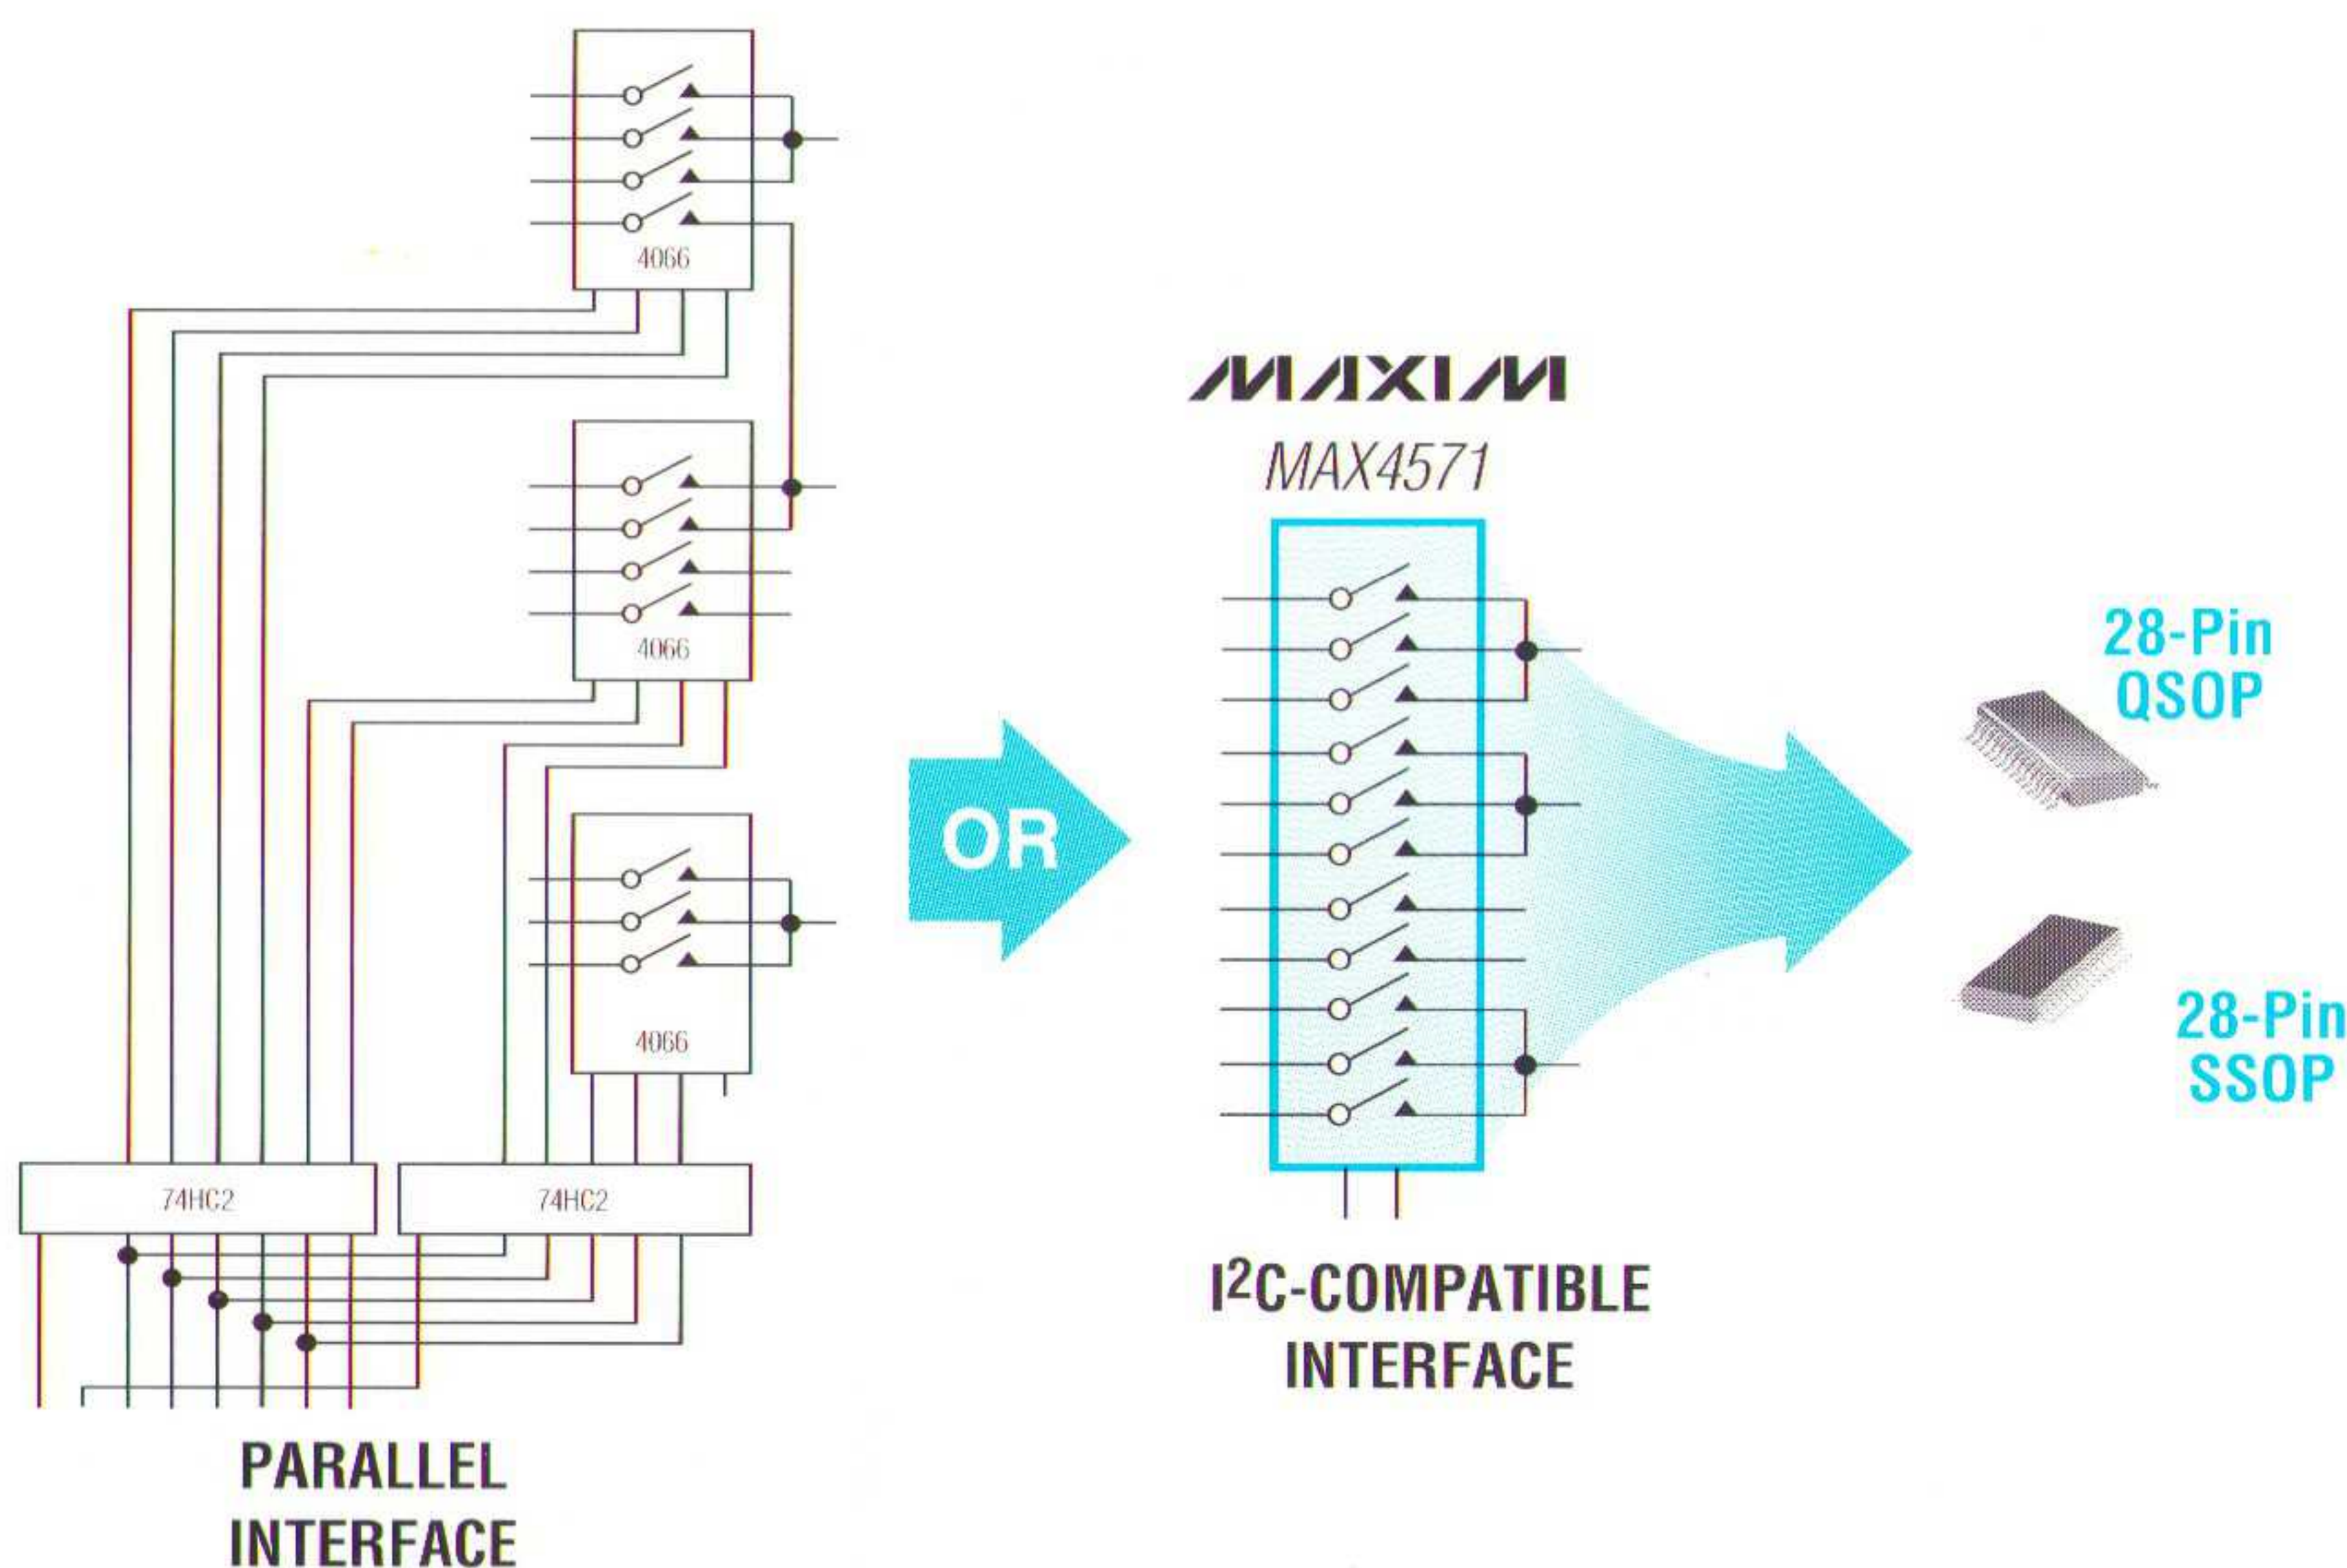 4066
4066
4066
74HC2
74HC2
PARALLEL
INTERFACE
OR
MAXIM
MAX4571
I²C-COMPATIBLE
INTERFACE
28-Pin
QSOP
28-Pin
SSOP